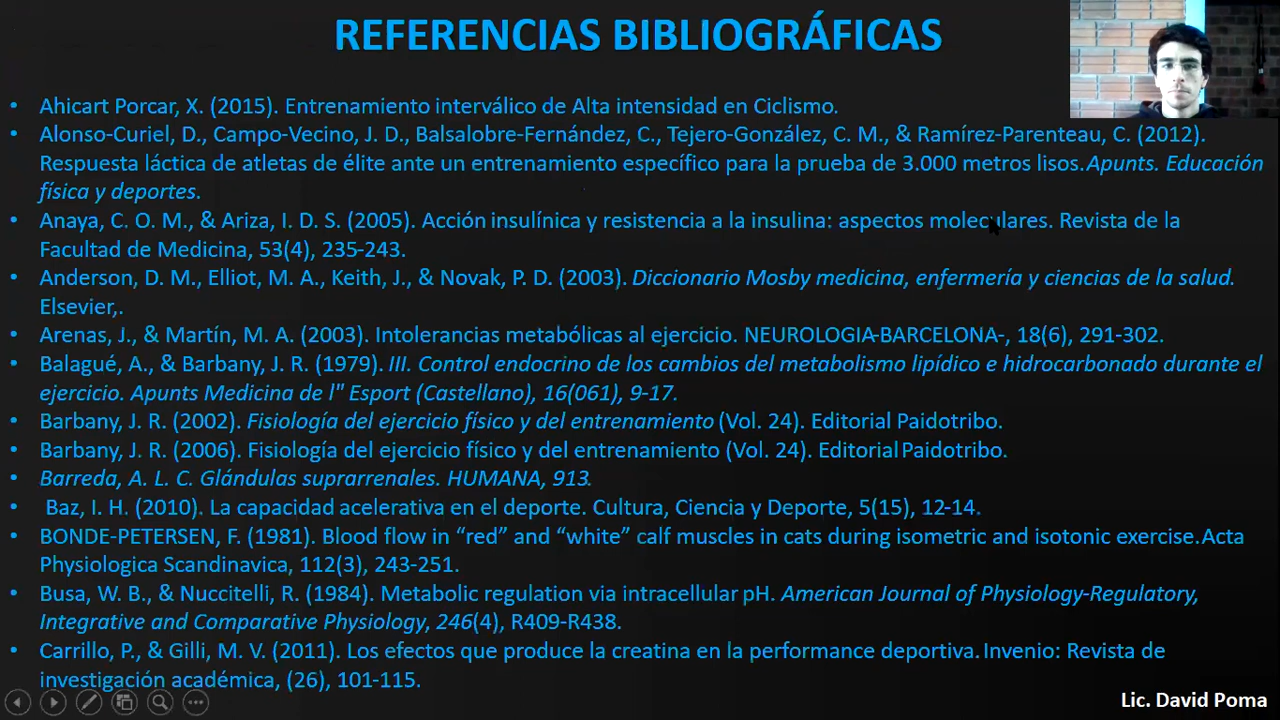 REFERENCIAS BIBLIOGRÁFICAS
• Ahicart Porcar, X. (2015). Entrenamiento interválico de Alta intensidad en Ciclismo.
• Alonso-Curiel, D., Campo-Vecino, J. D., Balsalobre-Fernández, C., Tejero-González, C. M., & Ramírez-Parenteau, C. (2012).
Respuesta láctica de atletas de élite ante un entrenamiento específico para la prueba de 3.000 metros lisos. Apunts. Educación
física y deportes.
• Anaya, C. O. M., & Ariza, I. D. S. (2005). Acción insulínica y resistencia a la insulina: aspectos moleculares. Revista de la
Facultad de Medicina, 53(4), 235-243.
• Anderson, D. M., Elliot, M. A., Keith, J., & Novak, P. D. (2003). Diccionario Mosby medicina, enfermería y ciencias de la salud.
Elsevier,.
• Arenas, J., & Martín, M. A. (2003). Intolerancias metabólicas al ejercicio. NEUROLOGIA-BARCELONA-, 18(6), 291-302.
• Balagué, A., & Barbany, J. R. (1979). III. Control endocrino de los cambios del metabolismo lipídico e hidrocarbonado durante el
ejercicio. Apunts Medicina de l" Esport (Castellano), 16(061), 9-17.
• Barbany, J. R. (2002). Fisiología del ejercicio físico y del entrenamiento (Vol. 24). Editorial Paidotribo.
• Barbany, J. R. (2006). Fisiología del ejercicio físico y del entrenamiento (Vol. 24). Editorial Paidotribo.
• Barreda, A. L. C. Glándulas suprarrenales. HUMANA, 913.
• Baz, I. H. (2010). La capacidad acelerativa en el deporte. Cultura, Ciencia y Deporte, 5(15), 12-14.
• BONDE-PETERSEN, F. (1981). Blood flow in “red” and “white” calf muscles in cats during isometric and isotonic exercise. Acta
Physiologica Scandinavica, 112(3), 243-251.
• Busa, W. B., & Nuccitelli, R. (1984). Metabolic regulation via intracellular pH. American Journal of Physiology-Regulatory,
Integrative and Comparative Physiology, 246(4), R409-R438.
• Carrillo, P., & Gilli, M. V. (2011). Los efectos que produce la creatina en la performance deportiva. Invenio: Revista de
investigación académica, (26), 101-115.
Lic. David Poma